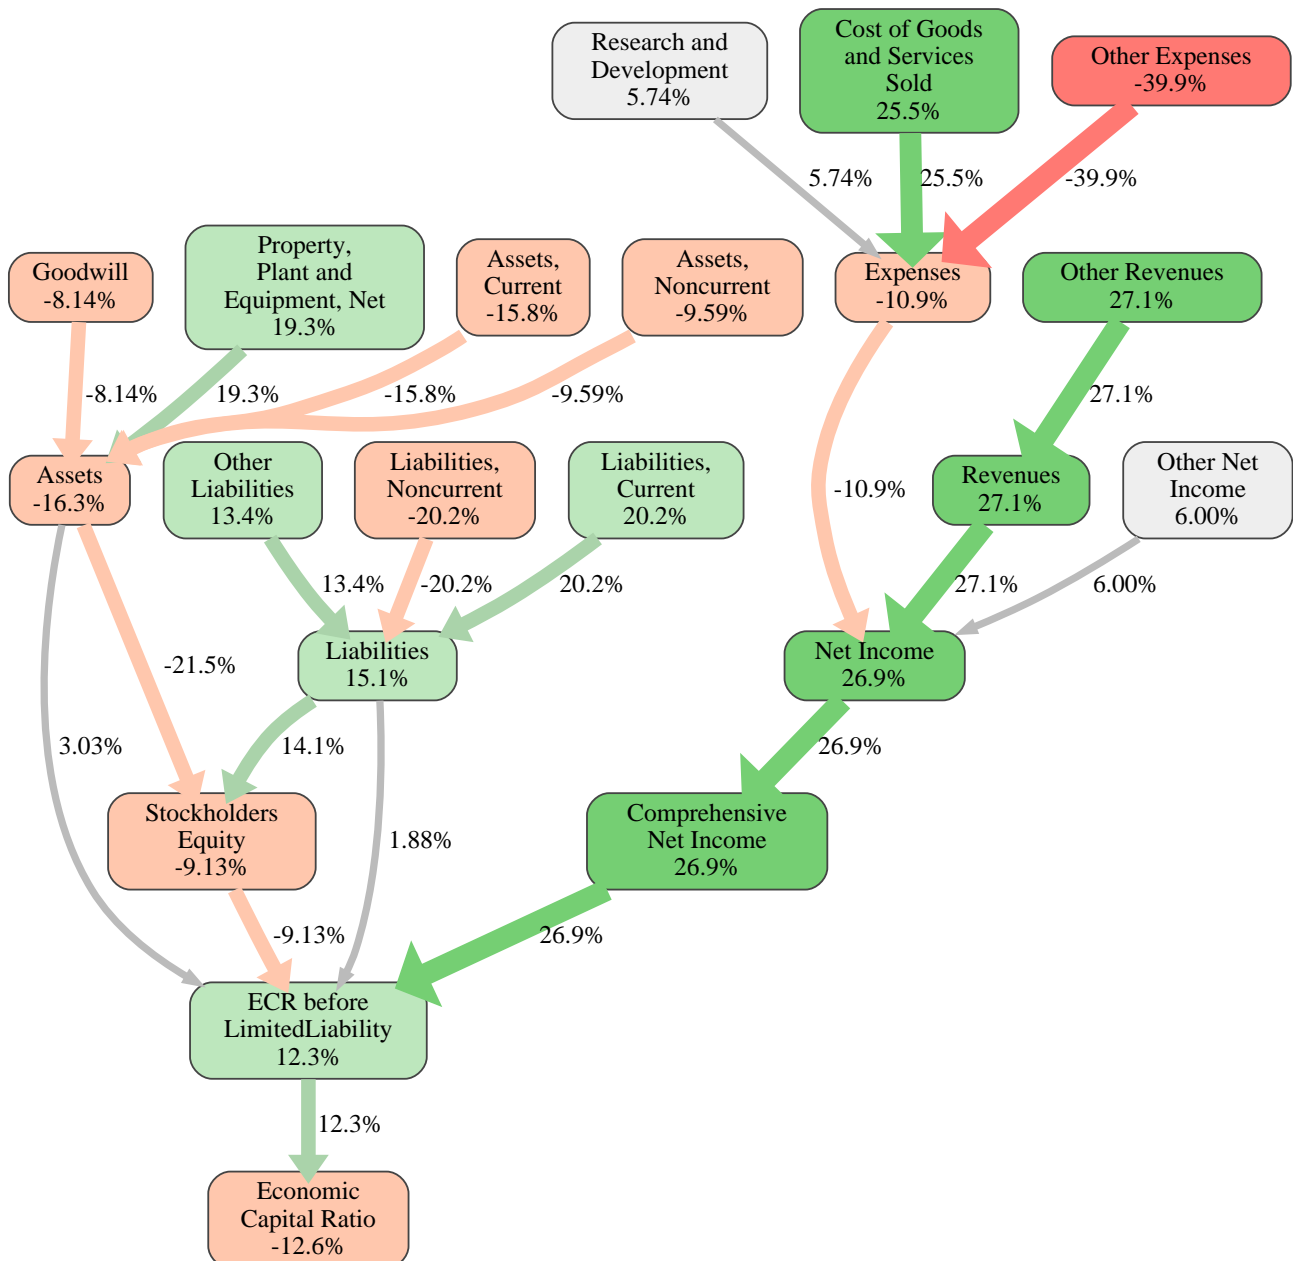 Research and
Development
5.74%
Cost of Goods
and Services
Sold
25.5%
Other Expenses
-39.9%
5.74%
25.5%
-39.9%
Goodwill
-8.14%
Property,
Plant and
Equipment, Net
19.3%
Assets,
Current
-15.8%
Assets,
Noncurrent
-9.59%
Expenses
-10.9%
Other Revenues
27.1%
-8.14%
19.3%
-15.8%
-9.59%
27.1%
Assets
-16.3%
Other
Liabilities
13.4%
Liabilities,
Noncurrent
-20.2%
Liabilities,
Current
20.2%
-10.9%
Revenues
27.1%
Other Net
Income
6.00%
13.4%
-20.2%
20.2%
27.1%
6.00%
-21.5%
Liabilities
15.1%
Net Income
26.9%
3.03%
14.1%
26.9%
Stockholders
Equity
-9.13%
1.88%
Comprehensive
Net Income
26.9%
-9.13%
26.9%
ECR before
LimitedLiability
12.3%
12.3%
Economic
Capital Ratio
-12.6%